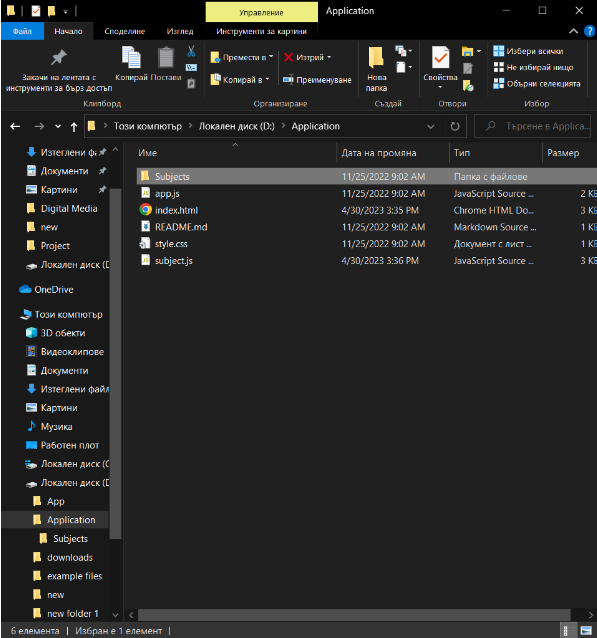 Управление
Application
Файл Начало Споделяне Изглед Инструменти за картини
Закачи на лентата с инструменти за бърз достъп
Копирай
Постави
Клипборд
Премести в
Копирай в
Изтрий
Преименуване
Организиране
Нова папка
Създай
Свойства
Отвори
Избери всички
Не избирай нищо
Обърни селекцията
Избор
Този компютър > Локален диск (D:) > Application
Търсене в Applica...
Изтеглени фа
Документи
Картини
Digital Media
new
Project
Локален диск (D
OneDrive
Този компютър
3D обекти
Видеоклипове
Документи
Изтеглени файл
Картини
Музика
Работен плот
Локален диск (C
Локален диск (D
App
Application
Subjects
downloads
example files
new
new folder 1
Име Дата на промяна Тип Размер
Subjects 11/25/2022 9:02 AM Папка с файлове
app.js 11/25/2022 9:02 AM JavaScript Source ... 2 KB
index.html 4/30/2023 3:35 PM Chrome HTML Do... 3 KB
README.md 11/25/2022 9:02 AM Markdown Source ... 1 KB
style.css 11/25/2022 9:02 AM Документ с лист ... 1 KB
subject.js 4/30/2023 3:36 PM JavaScript Source ... 3 KB
6 елемента Избран е 1 елемент